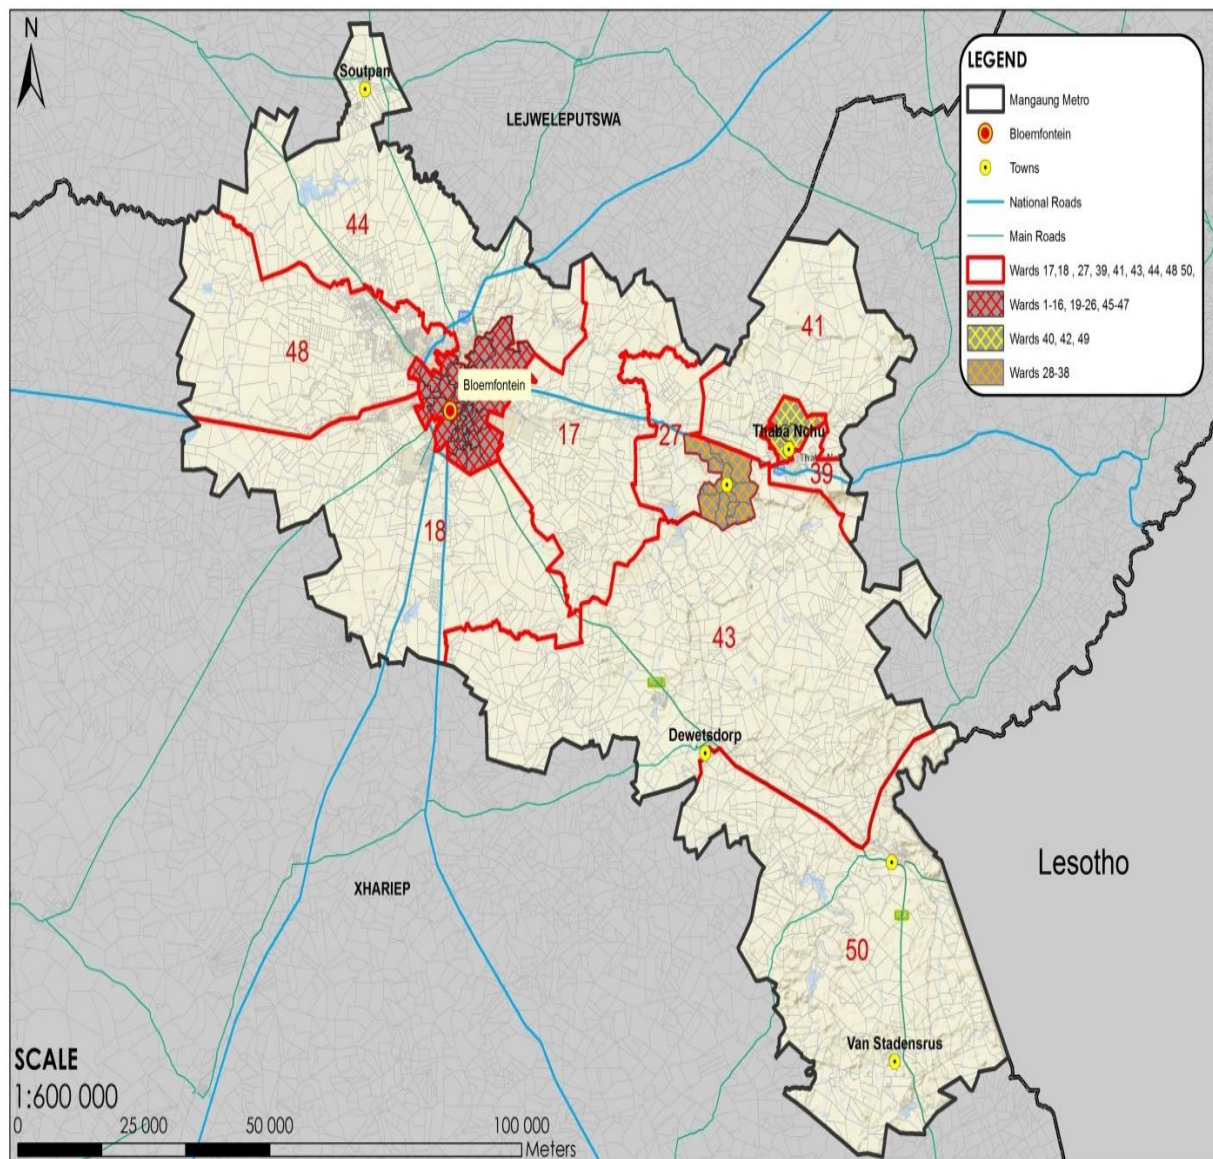 N
Soutpan
LEJWELEPUTSWA
LEGEND
Mangaung Metro
Bloemfontein
Towns
National Roads
Main Roads
Wards 17,18 , 27, 39, 41, 43, 44, 48 50,
Wards 1-16, 19-26, 45-47
Wards 40, 42, 49
Wards 28-38
44
41
48
Bloemfontein
17
27
Thaba Nchu
39
18
43
Dewetsdorp
Lesotho
XHARIEP
50
Van Stadensrus
SCALE
1:600 000
0 25 000 50 000 100 000
Meters